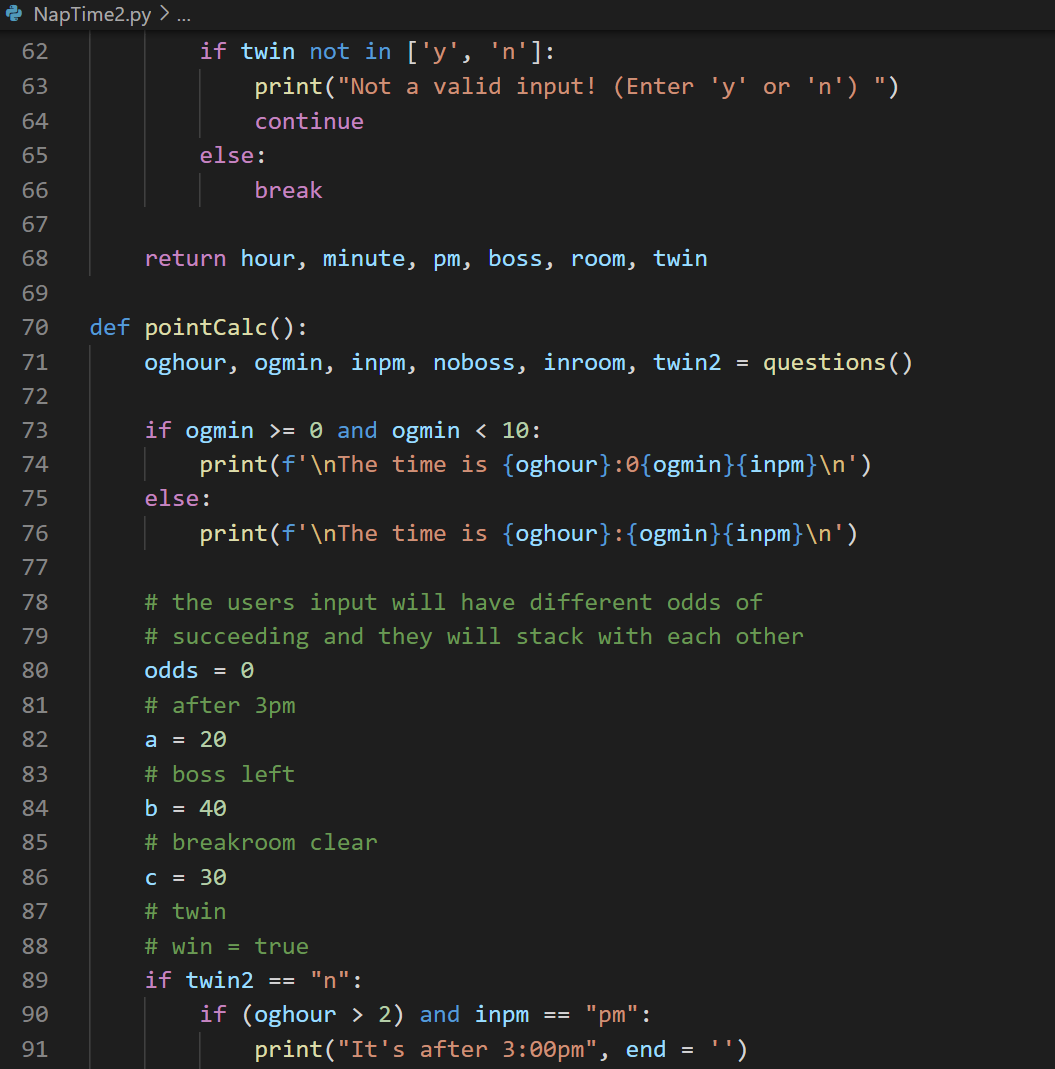 NapTime2.py > ...
62 if twin not in ['y', 'n']:
63 print("Not a valid input! (Enter 'y' or 'n') ")
64 continue
65 else:
66 break
67
68 return hour, minute, pm, boss, room, twin
69
70 def pointCalc():
71 oghour, ogmin, inpm, noboss, inroom, twin2 = questions()
72
73 if ogmin >= 0 and ogmin < 10:
74 print(f'\nThe time is {oghour}:0{ogmin}{inpm}\n')
75 else:
76 print(f'\nThe time is {oghour}:{ogmin}{inpm}\n')
77
78 # the users input will have different odds of
79 # succeeding and they will stack with each other
80 odds = 0
81 # after 3pm
82 a = 20
83 # boss left
84 b = 40
85 # breakroom clear
86 c = 30
87 # twin
88 # win = true
89 if twin2 == "n":
90 if (oghour > 2) and inpm == "pm":
91 print("It's after 3:00pm", end = '')